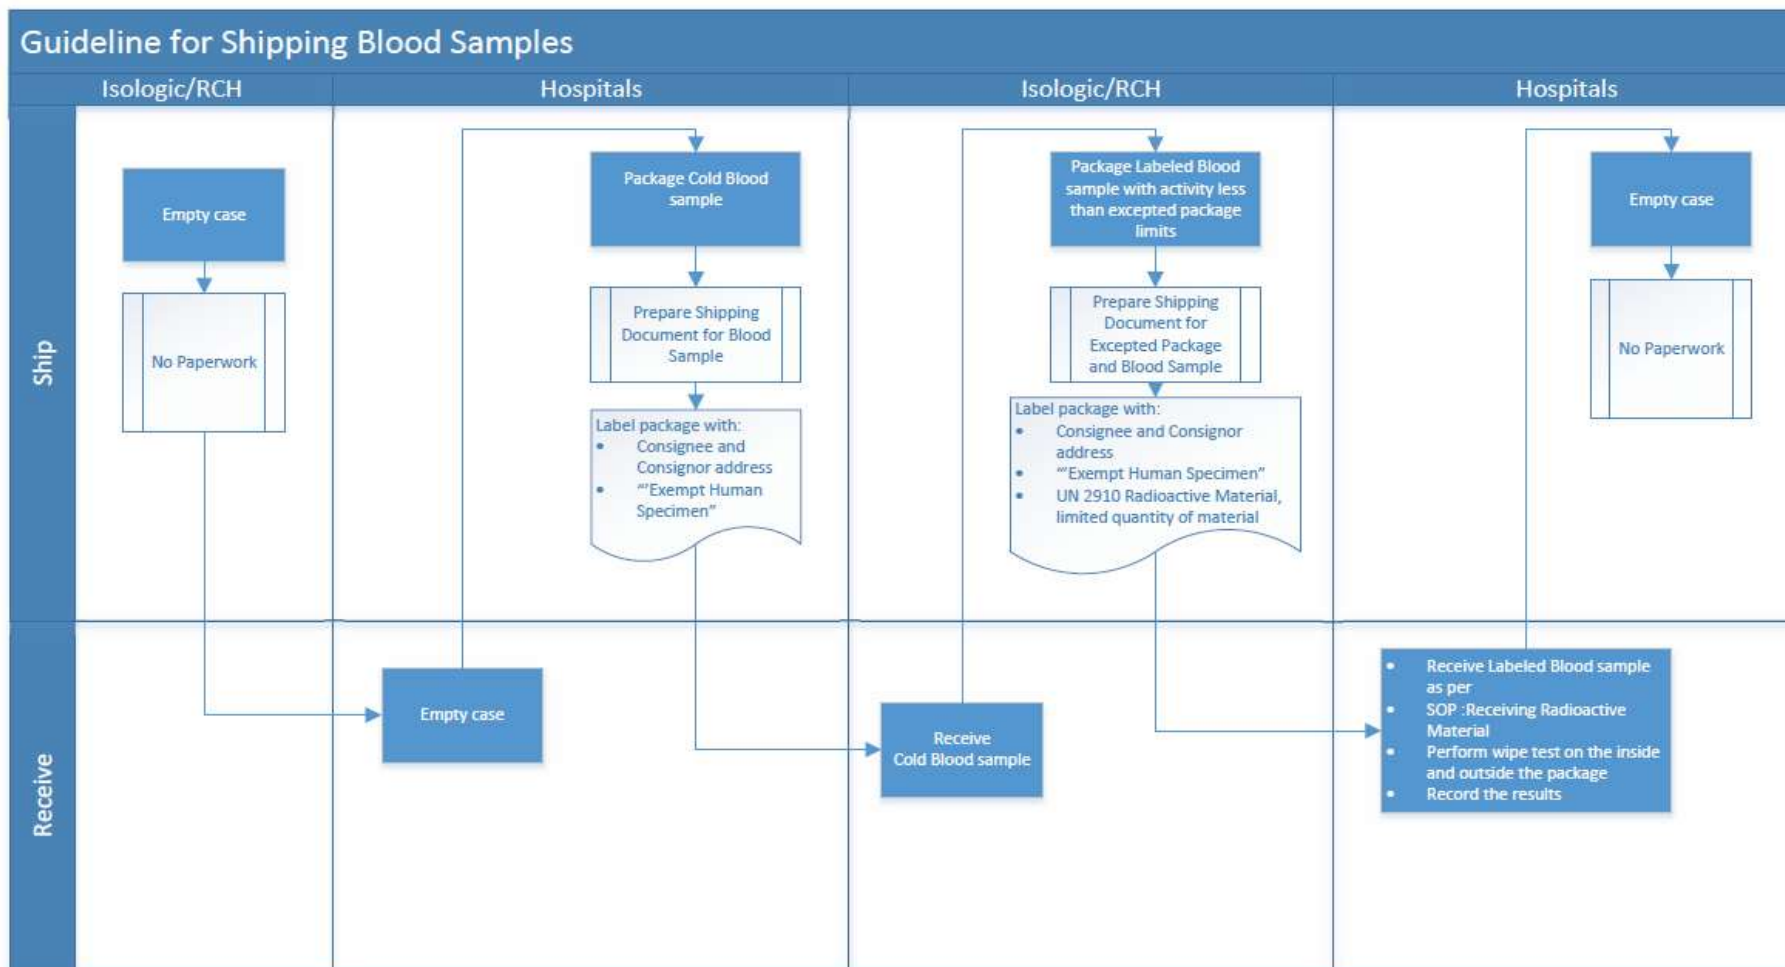 Guideline for Shipping Blood Samples
Isologic/RCH
Hospitals
Isologic/RCH
Hospitals
Ship
Empty case
No Paperwork
Package Cold Blood
sample
Prepare Shipping
Document for Blood
Sample
Label package with:
• Consignee and
Consignor address
• "'Exempt Human
Specimen"
Package Labeled Blood
sample with activity less
than excepted package
limits
Prepare Shipping
Document for
Excepted Package
and Blood Sample
Label package with:
• Consignee and Consignor
address
• "'Exempt Human Specimen"
• UN 2910 Radioactive Material,
limited quantity of material
Empty case
No Paperwork
Receive
Empty case
Receive
Cold Blood sample
• Receive Labeled Blood sample
as per
• SOP :Receiving Radioactive
Material
• Perform wipe test on the inside
and outside the package
• Record the results